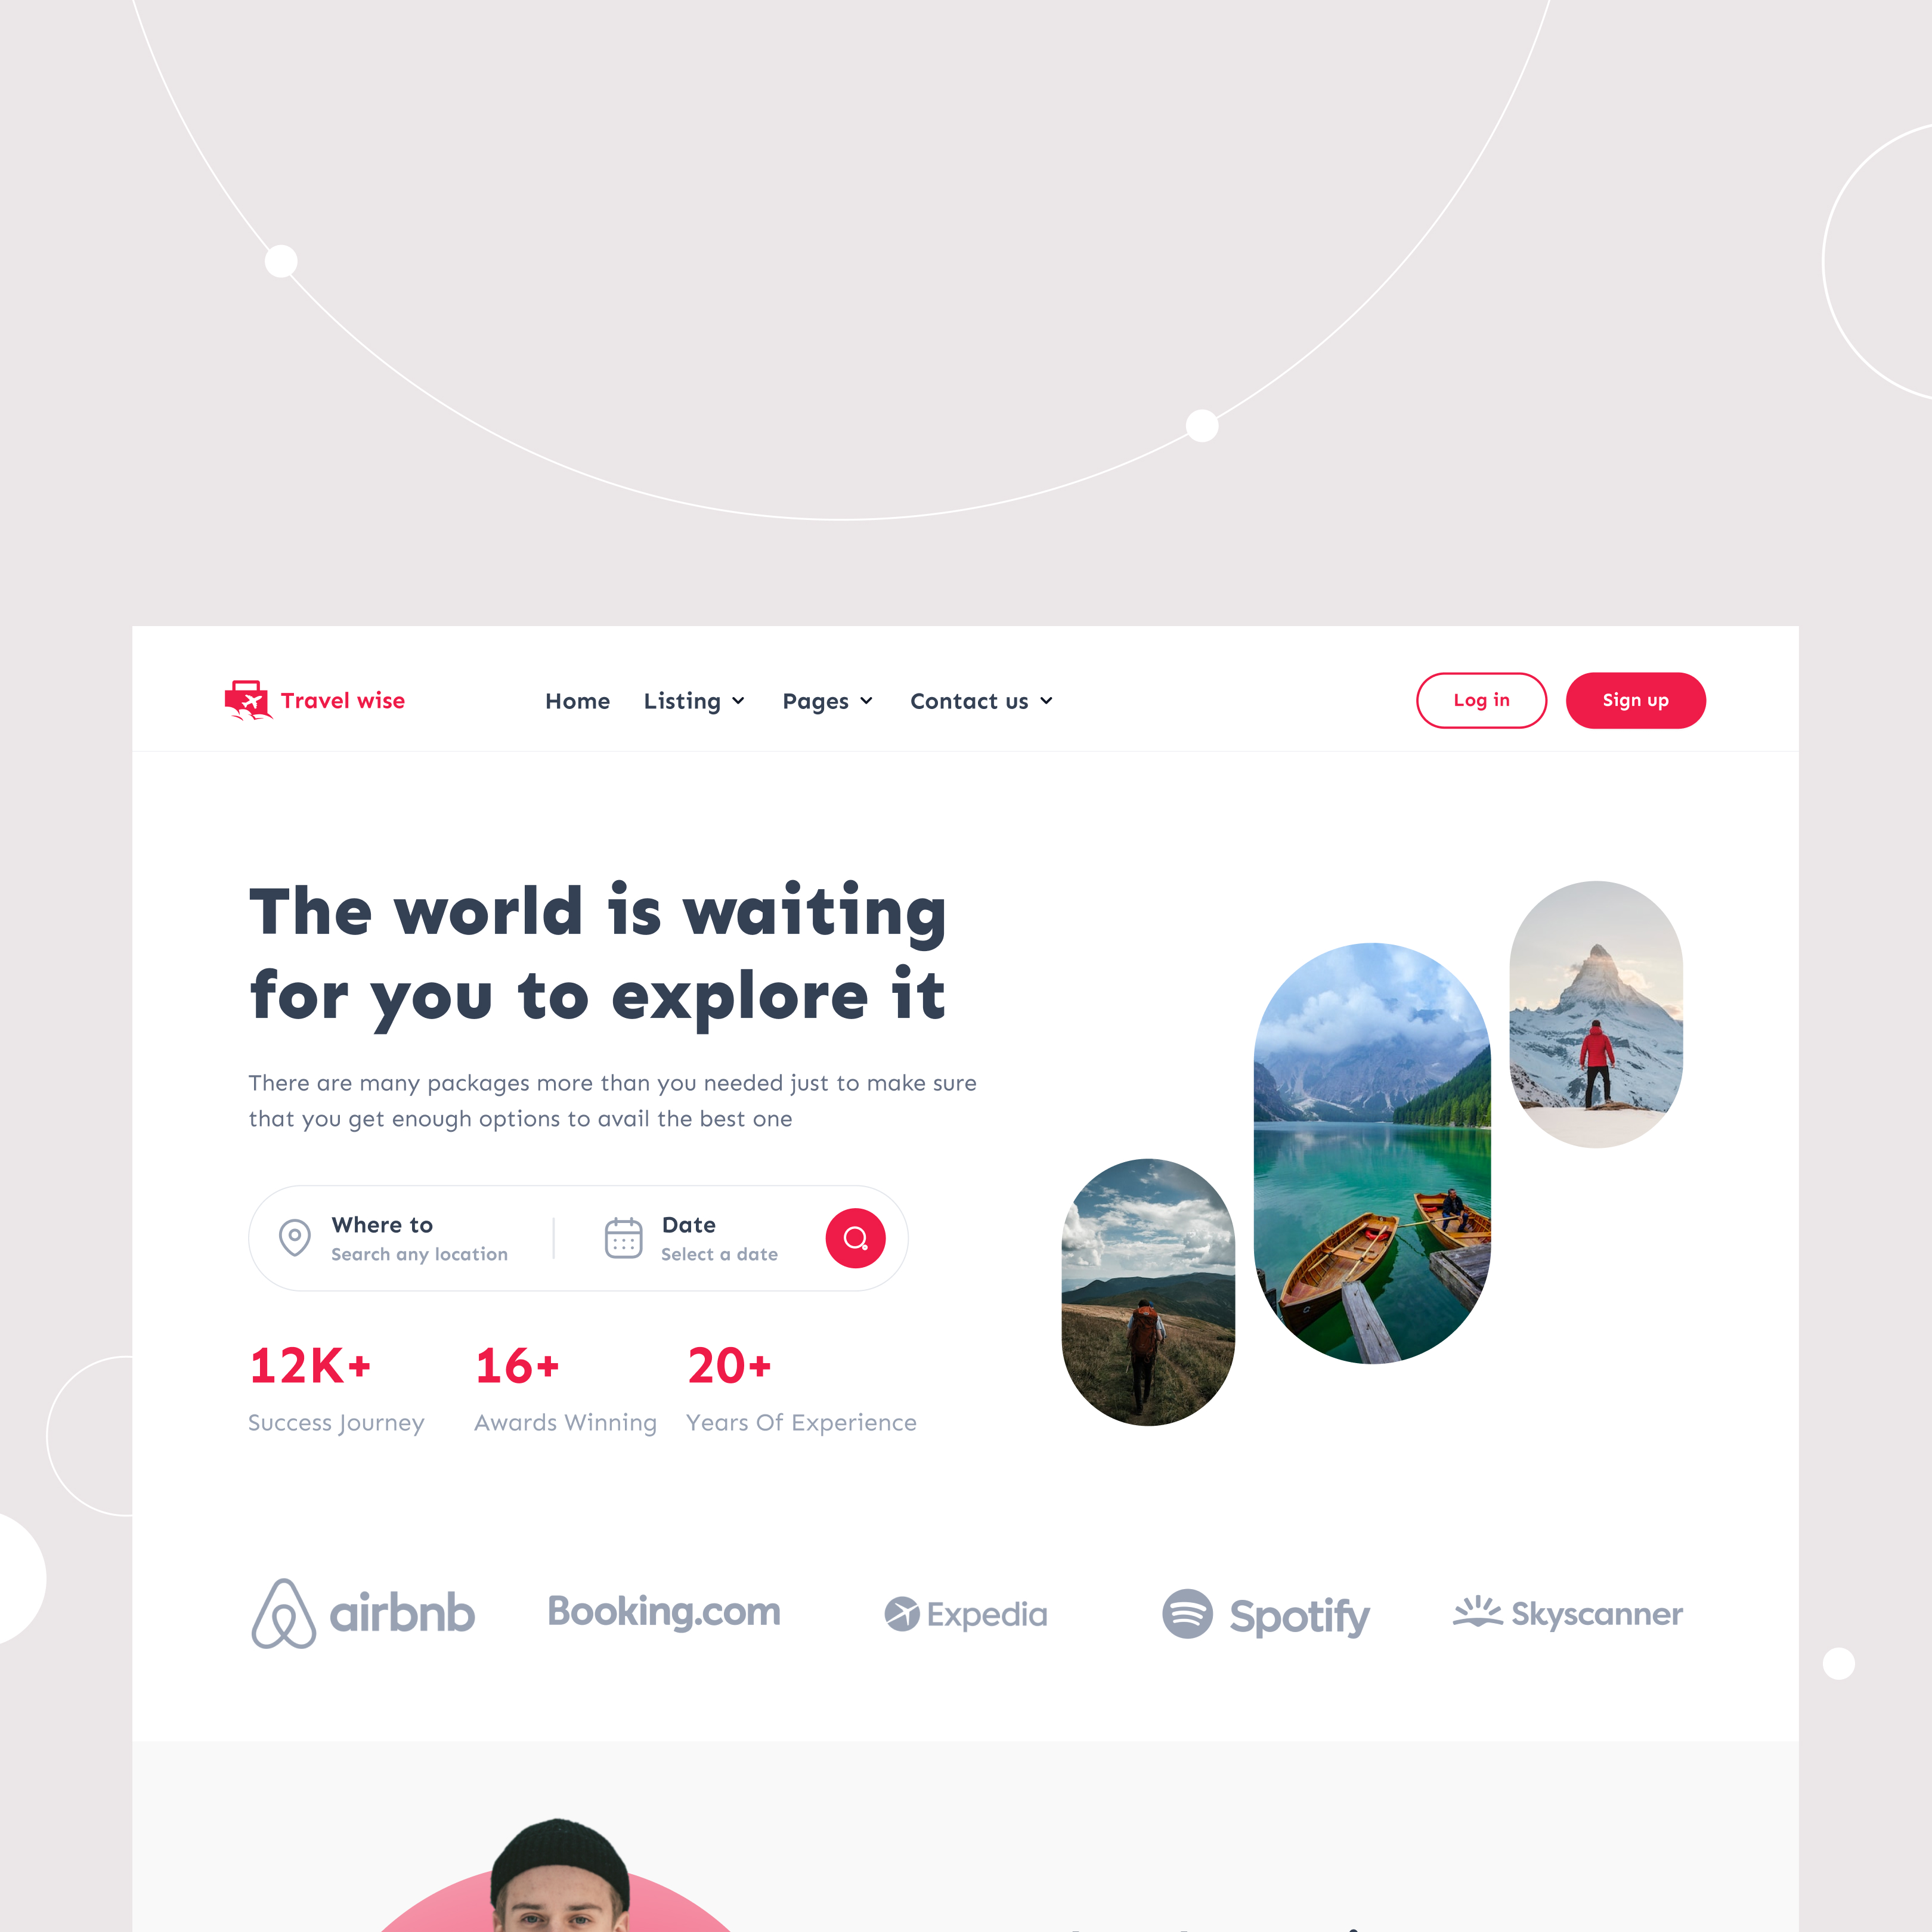 Travel wise
Home Listing Pages Contact us
Log in Sign up
The world is waiting
for you to explore it
There are many packages more than you needed just to make sure
that you get enough options to avail the best one
Where to
Search any location
Date
Select a date
12K+ 16+ 20+
Success Journey Awards Winning Years Of Experience
airbnb Booking.com Expedia Spotify Skyscanner